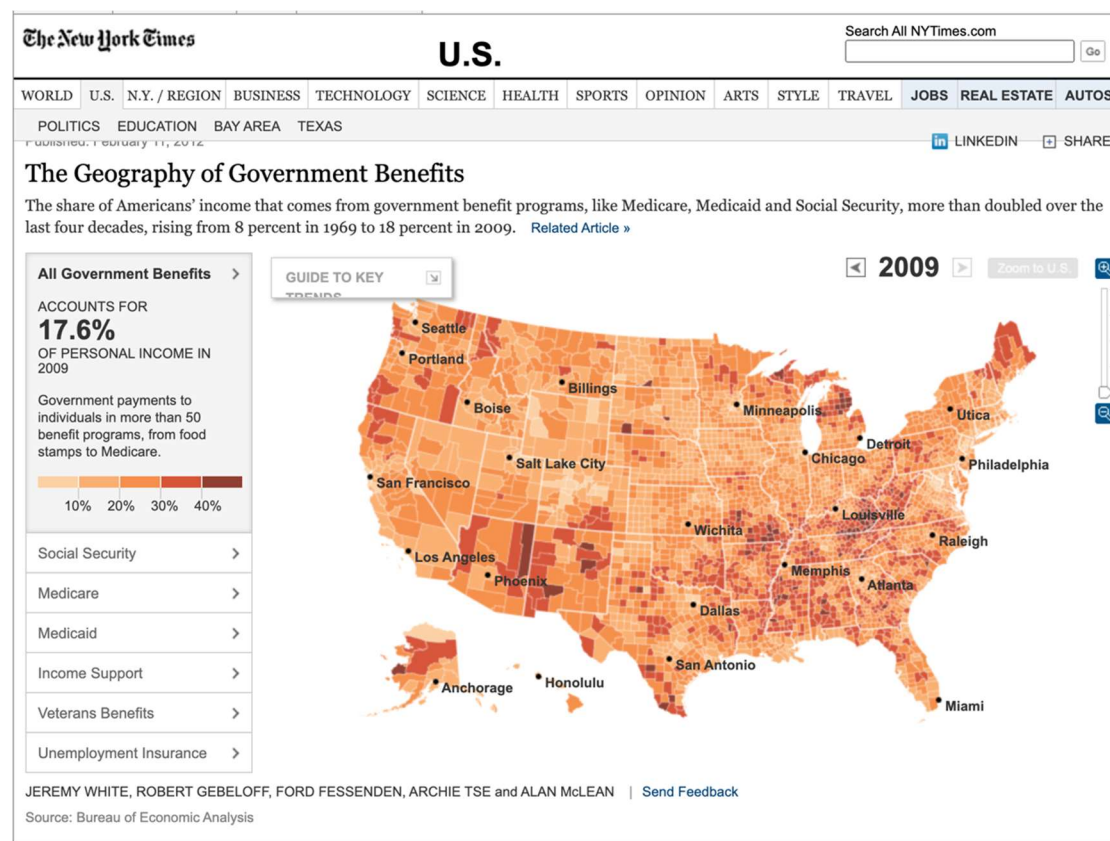 The New York Times
U.S.
Search All NYTimes.com
Go
WORLD U.S. N.Y. / REGION BUSINESS TECHNOLOGY SCIENCE HEALTH SPORTS OPINION ARTS STYLE TRAVEL JOBS REAL ESTATE AUTOS
POLITICS EDUCATION BAY AREA TEXAS
Published: February 11, 2012
in LINKEDIN SHARE
The Geography of Government Benefits
The share of Americans’ income that comes from government benefit programs, like Medicare, Medicaid and Social Security, more than doubled over the
last four decades, rising from 8 percent in 1969 to 18 percent in 2009. Related Article »
All Government Benefits
ACCOUNTS FOR
17.6%
OF PERSONAL INCOME IN
2009
Government payments to
individuals in more than 50
benefit programs, from food
stamps to Medicare.
10% 20% 30% 40%
Social Security
Medicare
Medicaid
Income Support
Veterans Benefits
Unemployment Insurance
GUIDE TO KEY
TRENDS
2009
Zoom to U.S.
Seattle
Portland
Billings
Boise
Minneapolis
Utica
Detroit
Chicago
Salt Lake City
Philadelphia
San Francisco
Louisville
Wichita
Raleigh
Los Angeles
Memphis
Phoenix
Atlanta
Dallas
San Antonio
Honolulu
Anchorage
Miami
JEREMY WHITE, ROBERT GEBELOFF, FORD FESSENDEN, ARCHIE TSE and ALAN McLEAN | Send Feedback
Source: Bureau of Economic Analysis